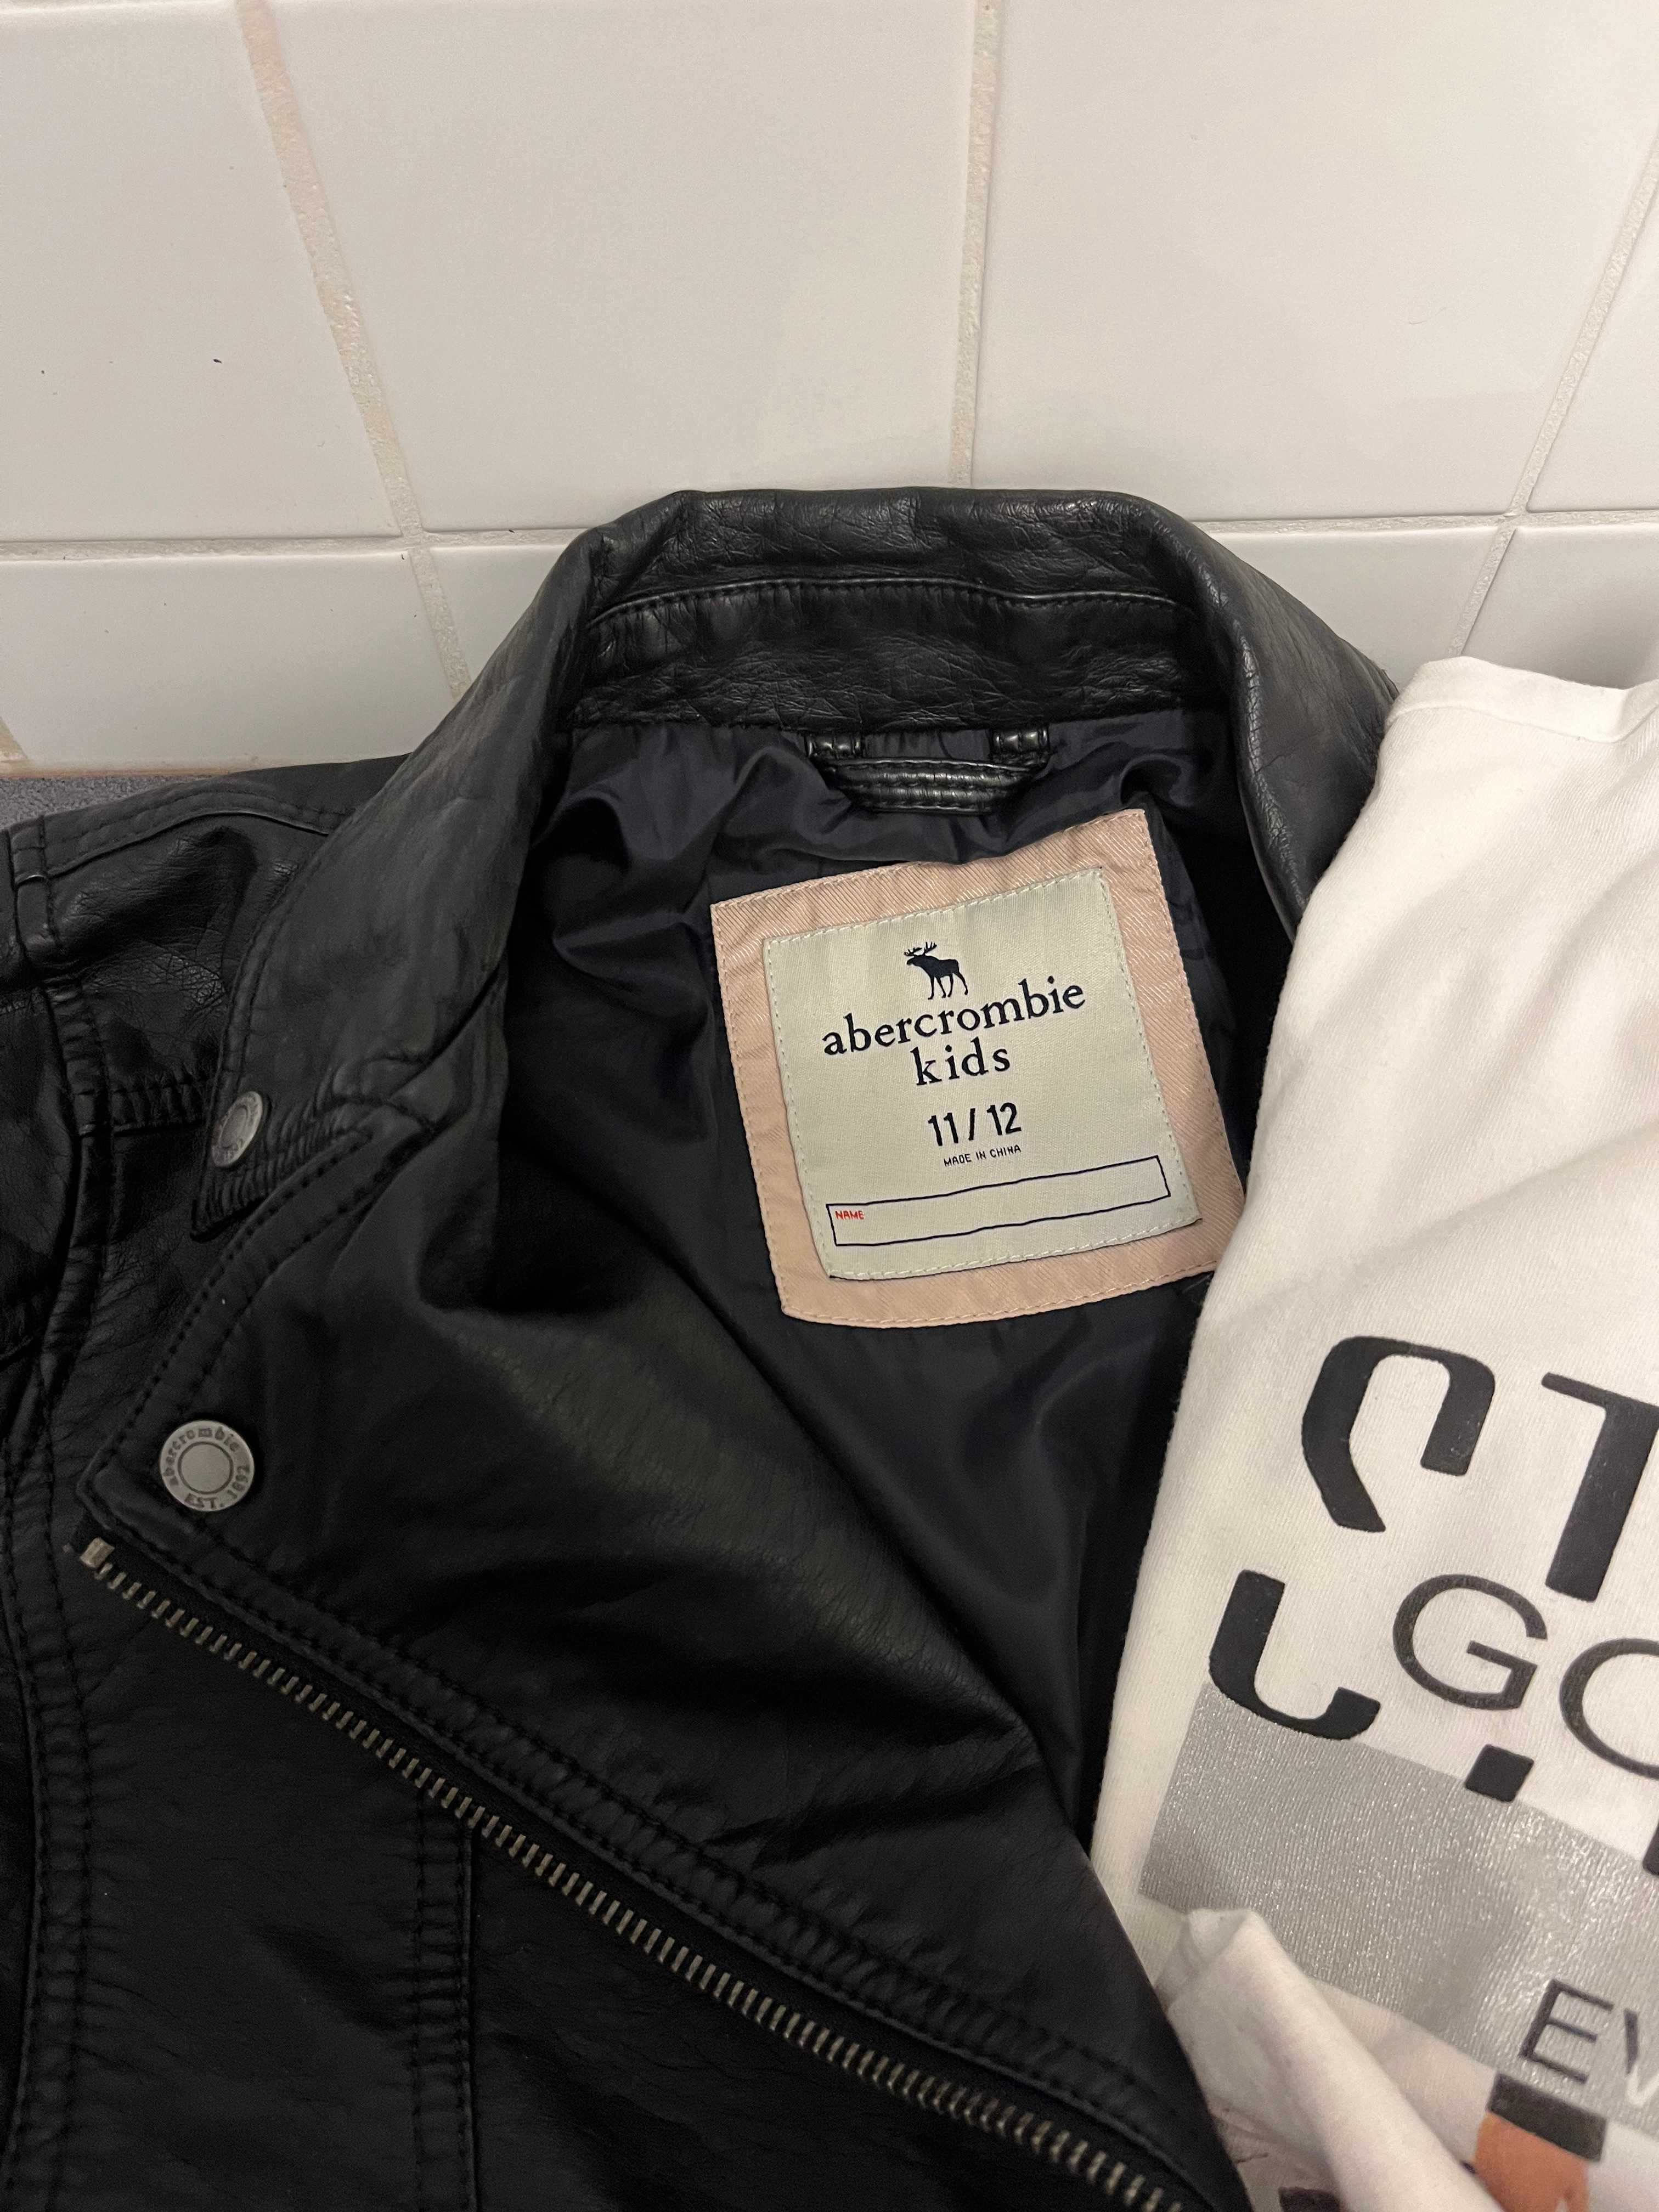 abercrombie
kids
11/12
MADE IN CHINA
NAME
abercrombie
EST. 1892
GO
EV